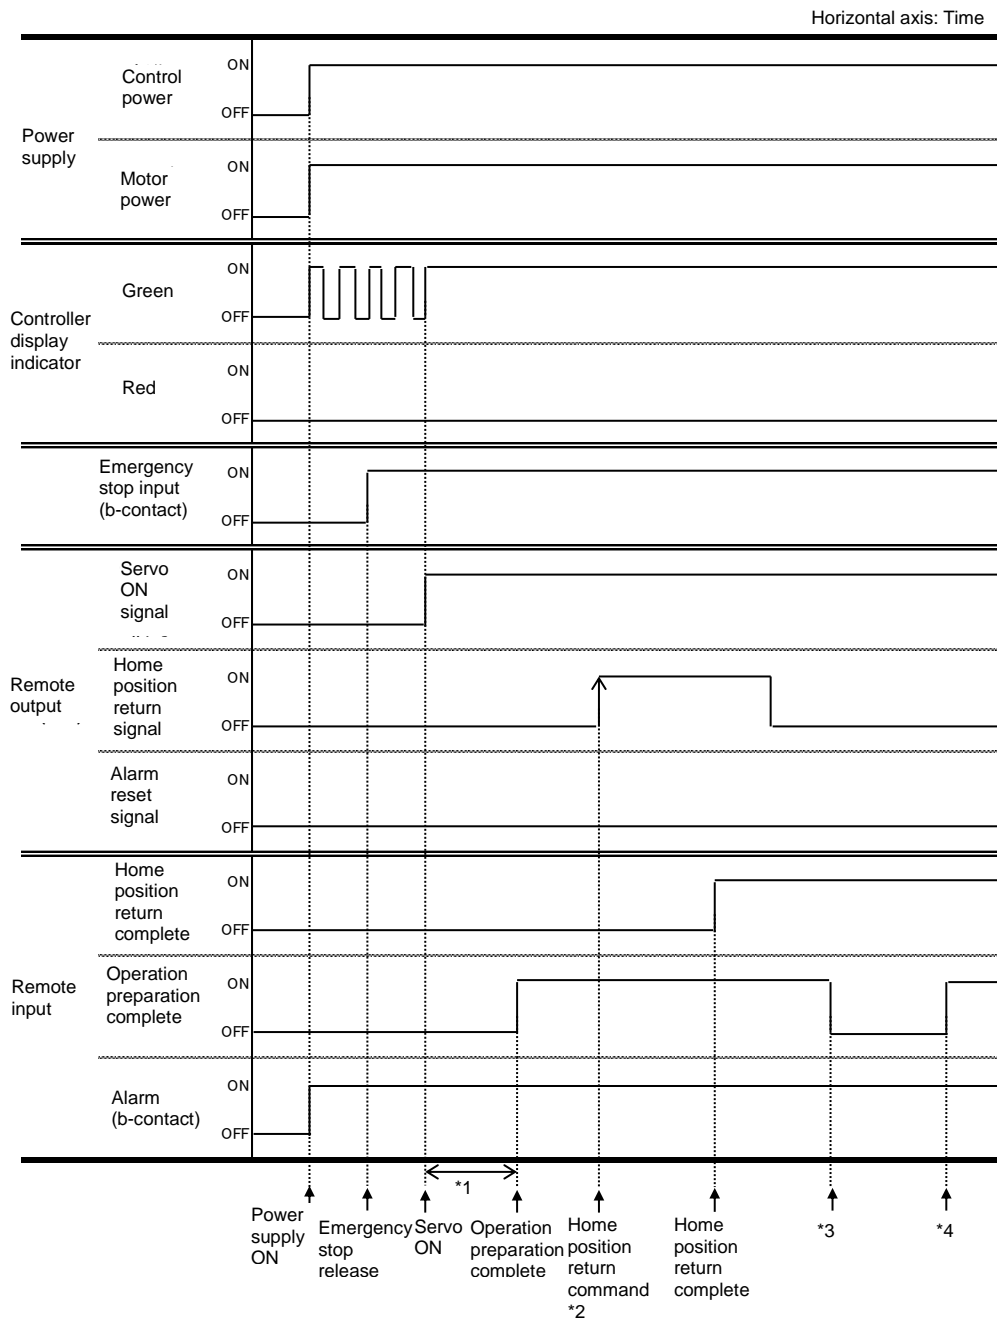 Horizontal axis: Time
Power
supply
Control
power
ON
OFF
Motor
power
ON
OFF
Controller
display
indicator
Green
ON
OFF
Red
ON
OFF
Emergency
stop input
(b-contact)
ON
OFF
Remote
output
Servo
ON
signal
ON
OFF
Home
position
return
signal
ON
OFF
Alarm
reset
signal
ON
OFF
Remote
input
Home
position
return
complete
ON
OFF
Operation
preparation
complete
ON
OFF
Alarm
(b-contact)
ON
OFF
*1
Power
supply
ON
Emergency
stop
release
Servo
ON
Operation
preparation
complete
Home
position
return
command
*2
Home
position
return
complete
*3
*4